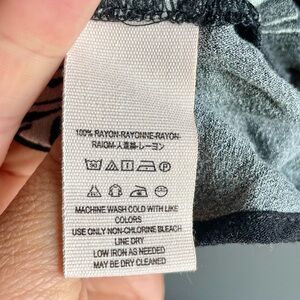 100% RAYON-RAYONNE-RAYON-
RAION-人造絲-レーヨン
MACHINE WASH COLD WITH LIKE
COLORS
USE ONLY NON-CHLORINE BLEACH
LINE DRY
LOW IRON AS NEEDED
MAY BE DRY CLEANED